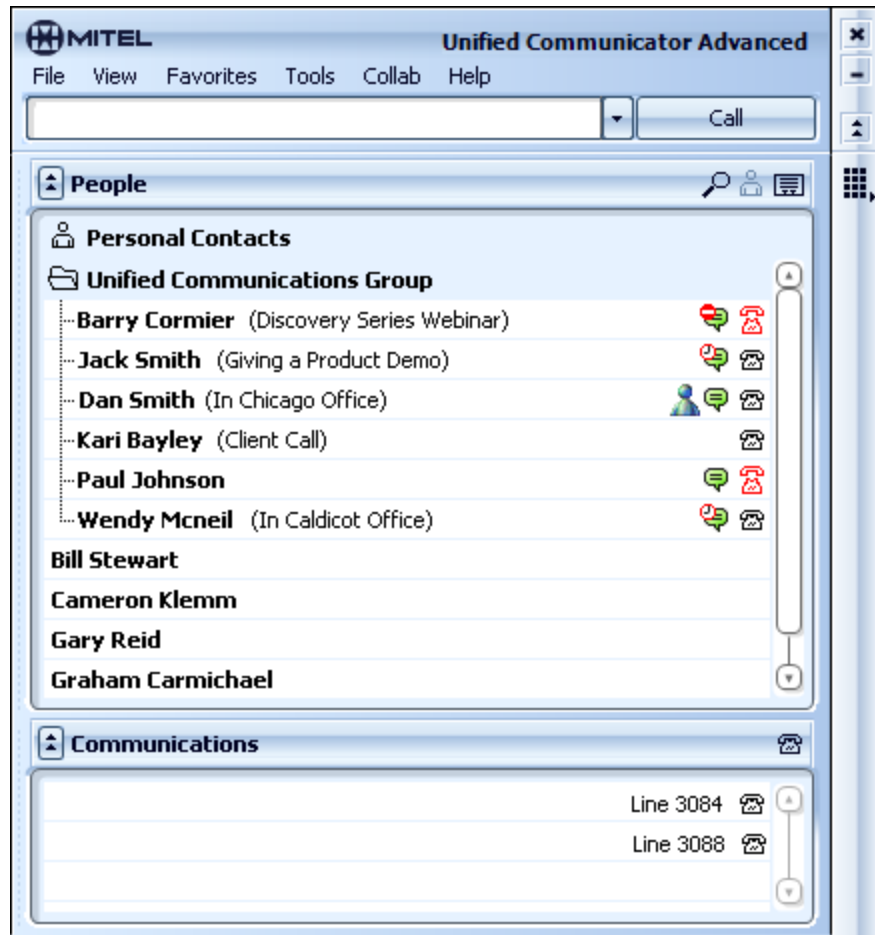 MITEL
Unified Communicator Advanced
File View Favorites Tools Collab Help
Call
People
Personal Contacts
Unified Communications Group
Barry Cormier (Discovery Series Webinar)
Jack Smith (Giving a Product Demo)
Dan Smith (In Chicago Office)
Kari Bayley (Client Call)
Paul Johnson
Wendy Mcneil (In Caldicot Office)
Bill Stewart
Cameron Klemm
Gary Reid
Graham Carmichael
Communications
Line 3084
Line 3088